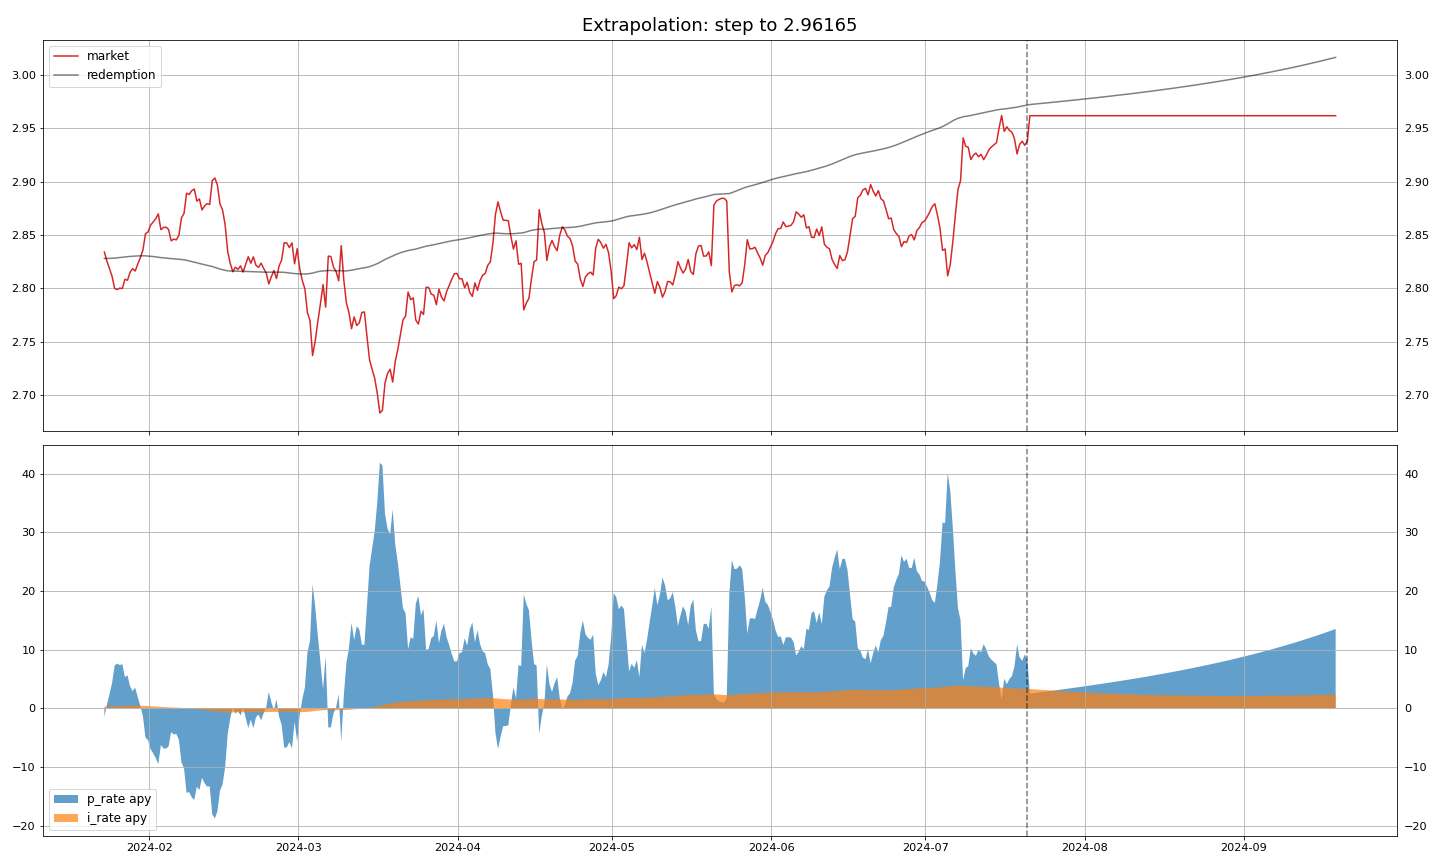 Extrapolation: step to 2.96165
market
redemption
3.00 3.00
2.95 2.95
2.90 2.90
2.85 2.85
2.80 2.80
2.75 2.75
2.70 2.70
40 40
30 30
20 20
10 10
0 0
−10 −10
p_rate apy
i_rate apy
−20 −20
2024-02 2024-03 2024-04 2024-05 2024-06 2024-07 2024-08 2024-09